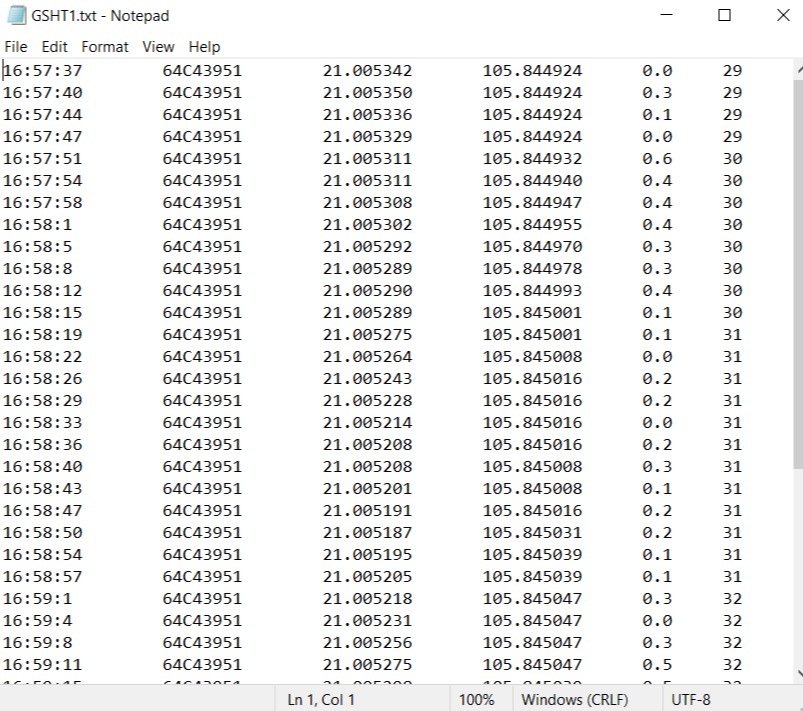 GSHT1.txt - Notepad
File Edit Format View Help
16:57:37 64C43951 21.005342 105.844924 0.0 29
16:57:40 64C43951 21.005350 105.844924 0.3 29
16:57:44 64C43951 21.005336 105.844924 0.1 29
16:57:47 64C43951 21.005329 105.844924 0.0 29
16:57:51 64C43951 21.005311 105.844932 0.6 30
16:57:54 64C43951 21.005311 105.844940 0.4 30
16:57:58 64C43951 21.005308 105.844947 0.4 30
16:58:1 64C43951 21.005302 105.844955 0.4 30
16:58:5 64C43951 21.005292 105.844970 0.3 30
16:58:8 64C43951 21.005289 105.844978 0.3 30
16:58:12 64C43951 21.005290 105.844993 0.4 30
16:58:15 64C43951 21.005289 105.845001 0.1 30
16:58:19 64C43951 21.005275 105.845001 0.1 31
16:58:22 64C43951 21.005264 105.845008 0.0 31
16:58:26 64C43951 21.005243 105.845016 0.2 31
16:58:29 64C43951 21.005228 105.845016 0.2 31
16:58:33 64C43951 21.005214 105.845016 0.0 31
16:58:36 64C43951 21.005208 105.845016 0.2 31
16:58:40 64C43951 21.005208 105.845008 0.3 31
16:58:43 64C43951 21.005201 105.845008 0.1 31
16:58:47 64C43951 21.005191 105.845016 0.2 31
16:58:50 64C43951 21.005187 105.845031 0.2 31
16:58:54 64C43951 21.005195 105.845039 0.1 31
16:58:57 64C43951 21.005205 105.845039 0.1 31
16:59:1 64C43951 21.005218 105.845047 0.3 32
16:59:4 64C43951 21.005231 105.845047 0.0 32
16:59:8 64C43951 21.005256 105.845047 0.3 32
16:59:11 64C43951 21.005275 105.845047 0.5 32
Ln 1, Col 1 100% Windows (CRLF) UTF-8